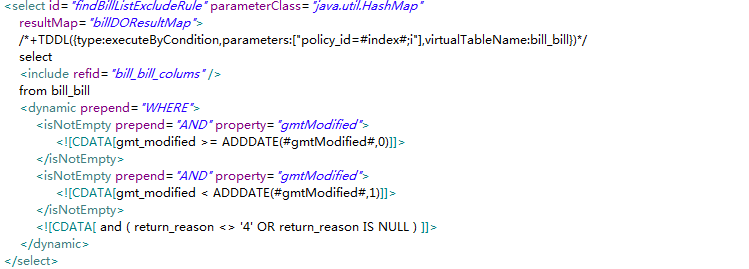 <select id="findBillListExcludeRule" parameterClass="java.util.HashMap"
resultMap="billDOResultMap">
/*+TDDL({type:executeByCondition,parameters:["policy_id=#index#;i"],virtualTableName:bill_bill})*/
select
<include refid="bill_bill_colums" />
from bill_bill
<dynamic prepend="WHERE">
<isNotEmpty prepend="AND" property="gmtModified">
<![CDATA[gmt_modified >= ADDDATE(#gmtModified#,0)]]>
</isNotEmpty>
<isNotEmpty prepend="AND" property="gmtModified">
<![CDATA[gmt_modified < ADDDATE(#gmtModified#,1)]]>
</isNotEmpty>
<![CDATA[ and ( return_reason <> '4' OR return_reason IS NULL ) ]]>
</dynamic>
</select>